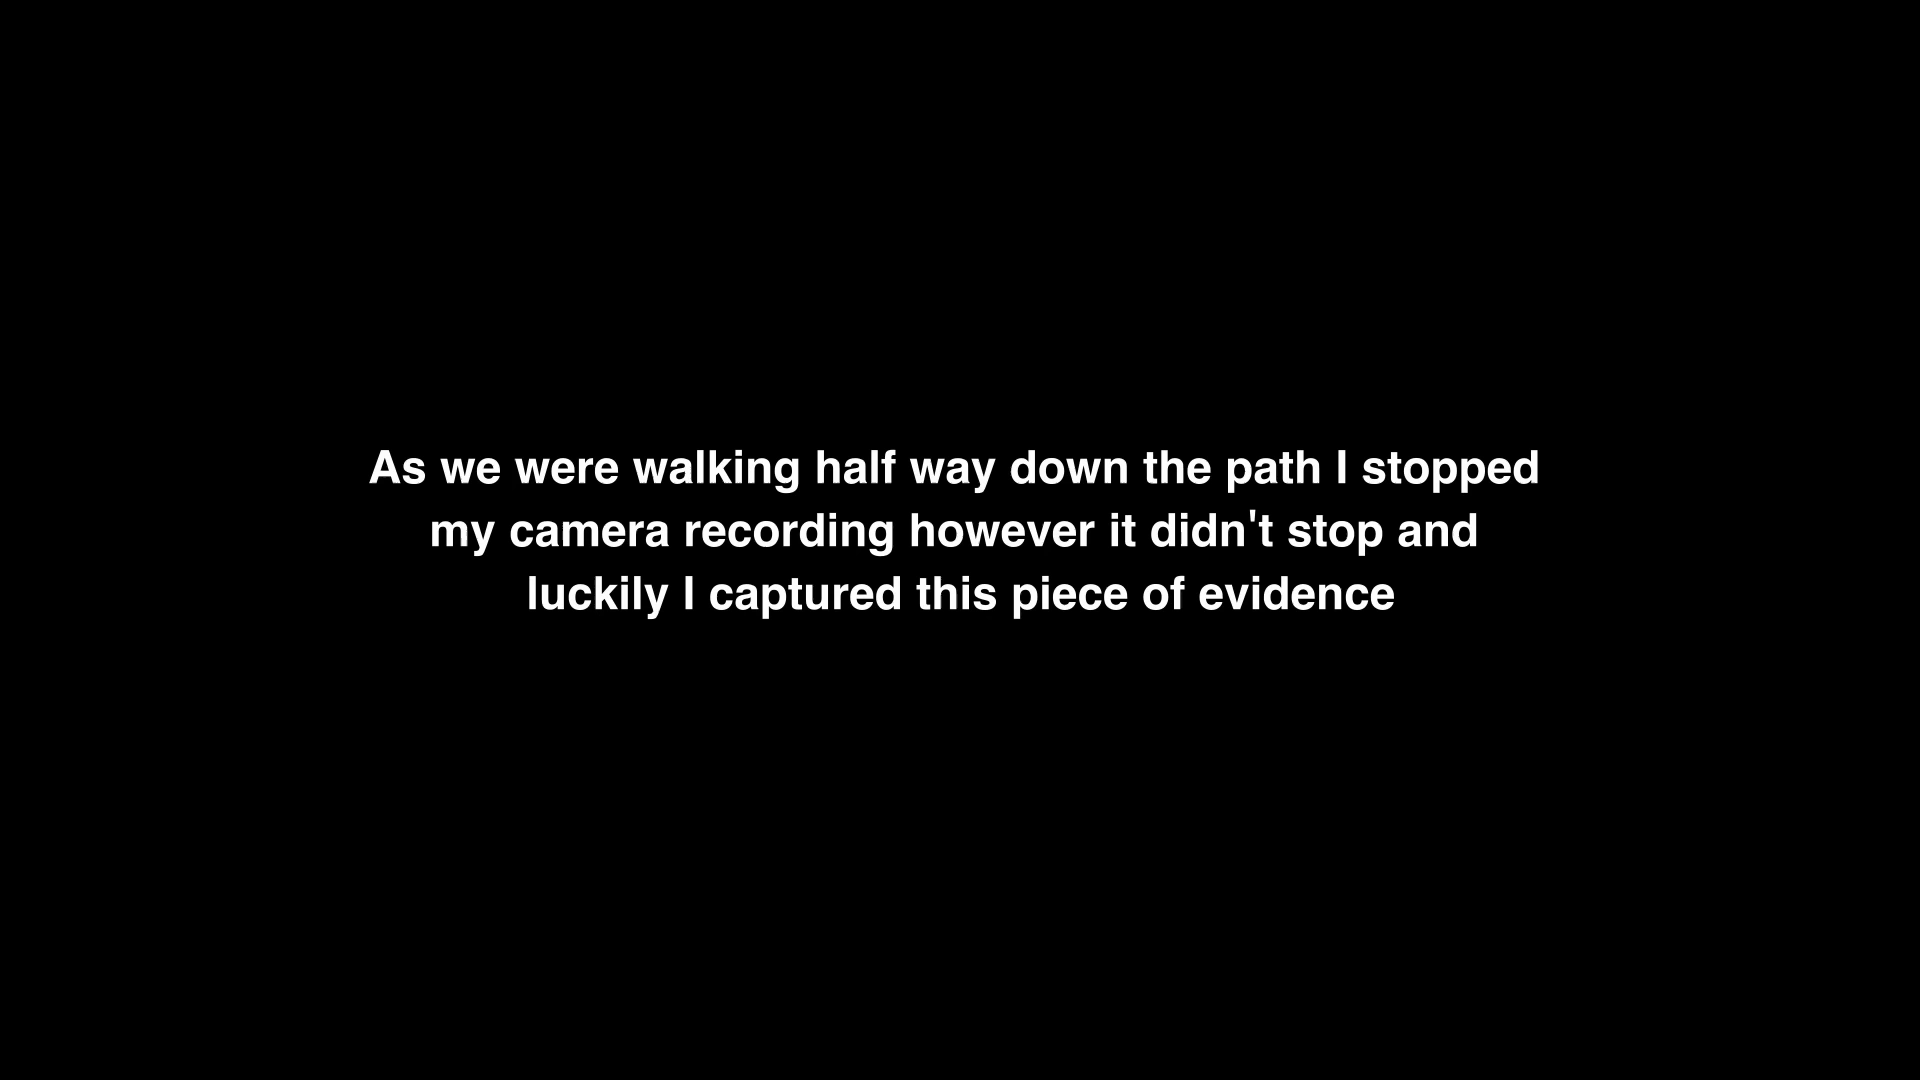 As we were walking half way down the path I stopped
my camera recording however it didn't stop and
luckily I captured this piece of evidence